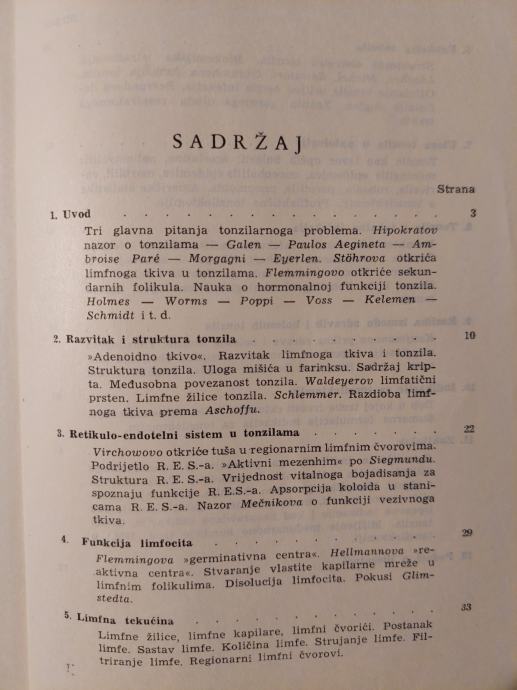 SADRŽAJ
Strana
1. Uvod . . . . . . . . . . . . . . . 3
Tri glavna pitanja tonzilarnoga problema. Hipokratov
nazor o tonzilama — Galen — Paulos Aegineta — Am-
broise Paré — Morgagni — Eyerlen. Stöhrova otkrića
limfnoga tkiva u tonzilama. Flemmingovo otkriće sekun-
darnih folikula. Nauka o hormonalnoj funkciji tonzila.
Holmes — Worms — Poppi — Voss — Kelemen —
Schmidt i t. d.
2. Razvitak i struktura tonzila . . . . . . . . 10
»Adenoidno tkivo«. Razvitak limfnoga tkiva i tonzila.
Struktura tonzila. Uloga mišića u farinksu. Sadržaj krip-
ta. Međusobna povezanost tonzila. Waldeyerov limfatični
prsten. Limfne žilice tonzila. Schlemmer. Razdioba limf-
noga tkiva prema Aschoffu.
3. Retikulo-endotelni sistem u tonzilama . . . . . 22
Virchowovo otkriće tuša u regionarnim limfnim čvorovima.
Podrijetlo R. E. S.-a. »Aktivni mezenhim« po Siegmundu.
Struktura R. E. S.-a. Vrijednost vitalnoga bojadisanja za
spoznaju funkcije R. E.S.-a. Apsorpcija koloida u stani-
cama R. E. S.-a. Nazor Mečnikova o funkciji vezivnoga
tkiva.
4. Funkcija limfocita . . . . . . . . . . 29
Flemmingova »germinativna centra«. Hellmannova »re-
aktivna centra«. Stvaranje vlastite kapilarne mreže u
limfnim folikulima. Disolucija limfocita. Pokusi Glim-
stedta.
5. Limfna tekućina . . . . . . . . . . . 33
Limfne žilice, limfne kapilare, limfni čvorići. Postanak
limfe. Sastav limfe. Količina limfe. Strujanje limfe. Fil-
triranje limfe. Regionarni limfni čvorovi.